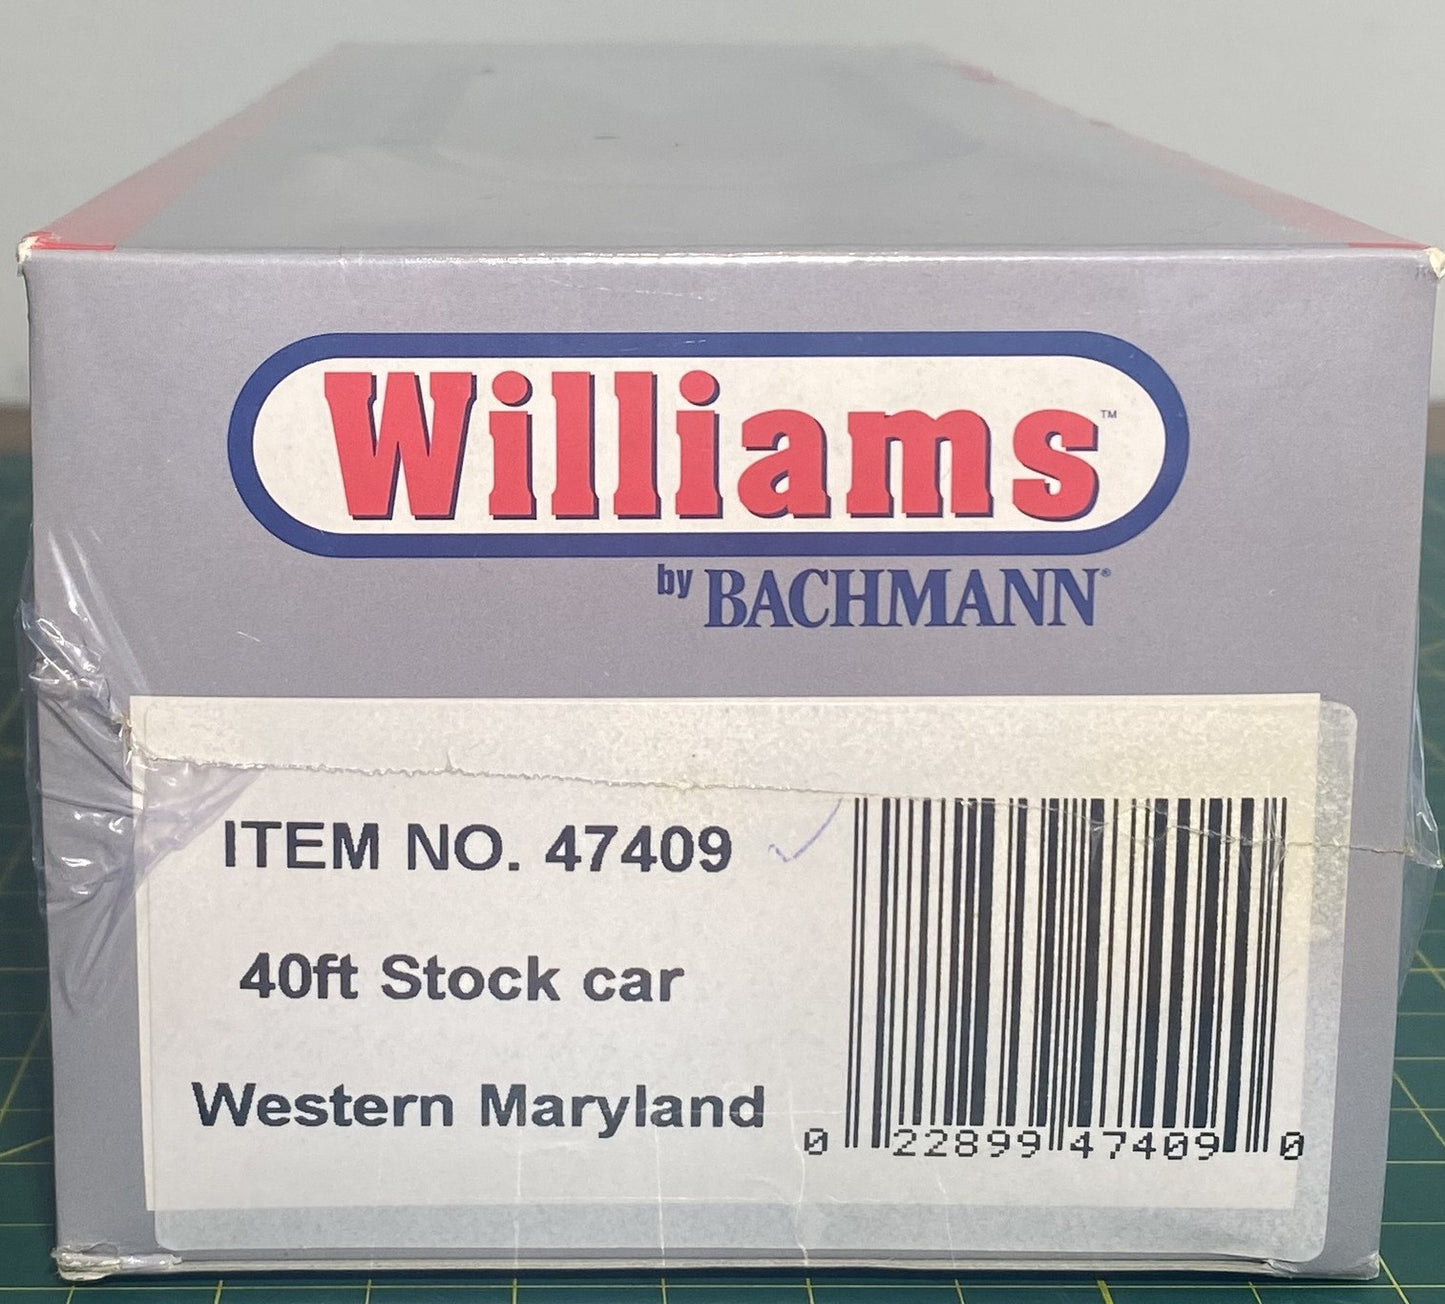 Williams™
by BACHMANN®
ITEM NO. 47409
40ft Stock car
Western Maryland
0 22899 47409 0